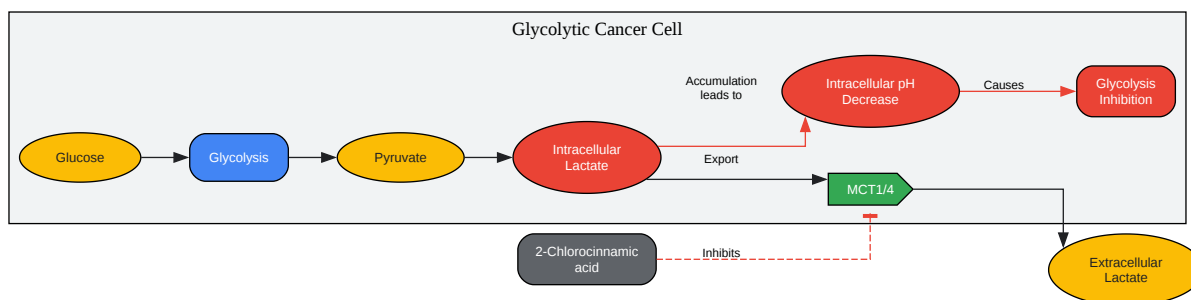 Glycolytic Cancer Cell
Accumulation
leads to
Intracellular pH
Decrease
Causes
Glycolysis
Inhibition
Glucose
Glycolysis
Pyruvate
Intracellular
Lactate
Export
MCT1/4
2-Chlorocinnamic
acid
Inhibits
Extracellular
Lactate